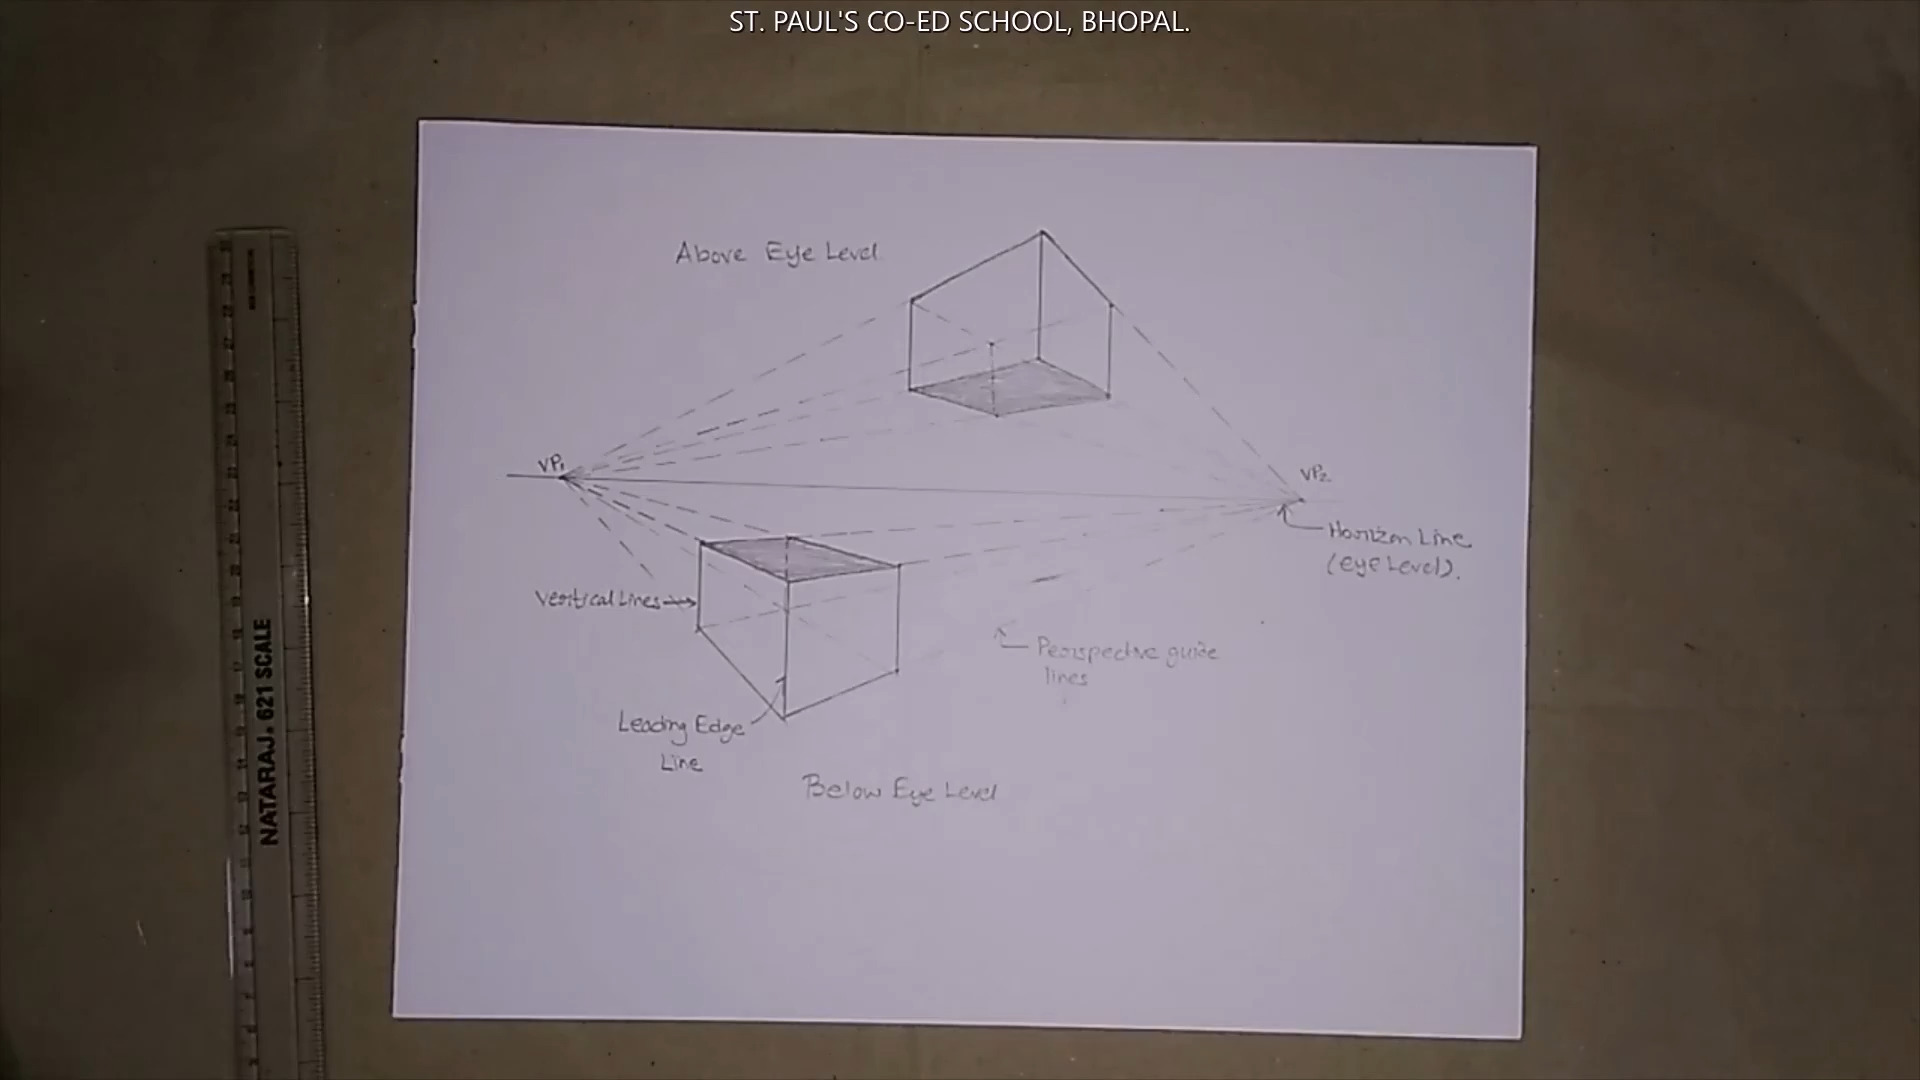 ST. PAUL'S CO-ED SCHOOL, BHOPAL.
Above Eye Level
VP1
VP2
Horizon Line
(eye Level).
Vertical Lines
Perspective guide
lines
Leading Edge
Line
Below Eye Level
NATARAJ. 621 SCALE